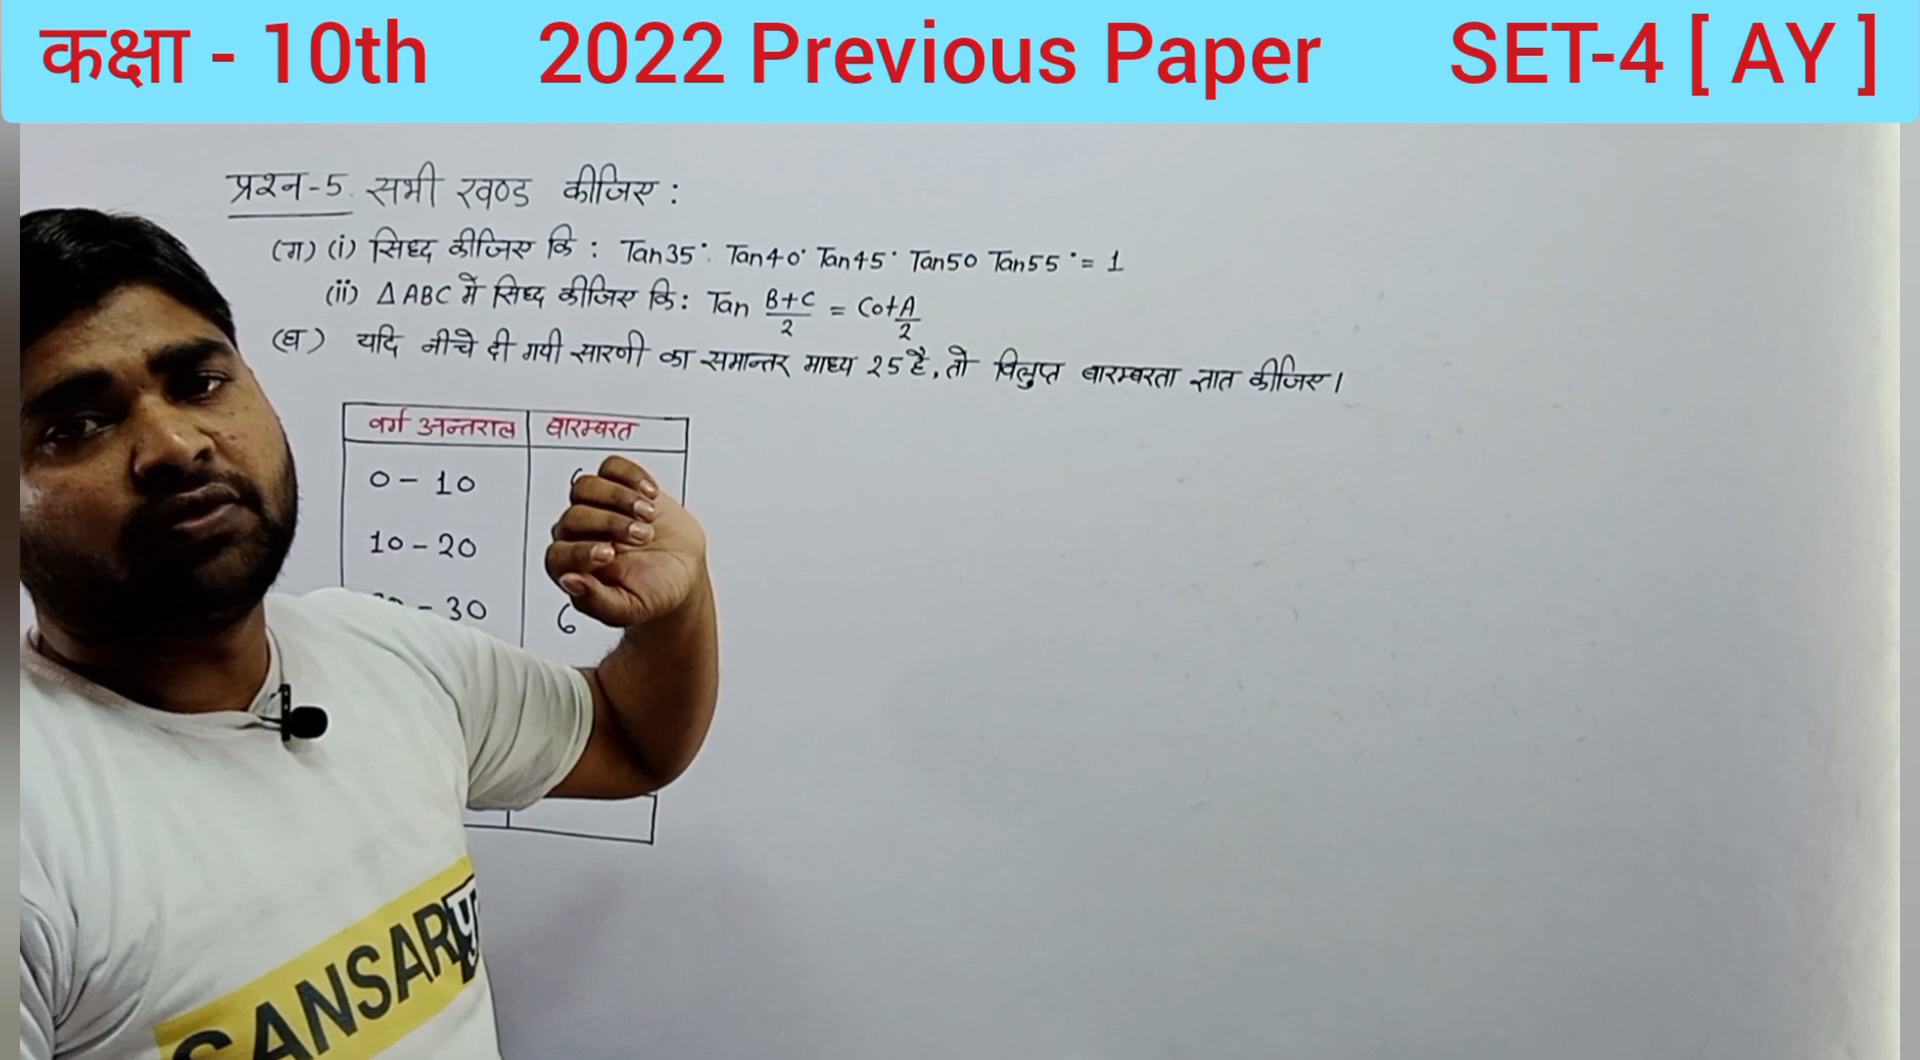 कक्षा - 10th 2022 Previous Paper SET-4 [ AY ]
प्रश्न-5. सभी खण्ड कीजिए :
(ग) (i) सिध्द कीजिए कि : Tan35°. Tan40° Tan45° Tan50 Tan55° = 1
(ii) Δ ABC में सिध्द कीजिए कि: Tan B+C/2 = Cot A/2
(घ) यदि नीचे दी गयी सारणी का समान्तर माध्य 25 है, तो विलुप्त बारम्बरता ज्ञात कीजिए।
वर्ग अन्तराल बारम्बरत
0 - 10
10 - 20
- 30 6
SANSAR